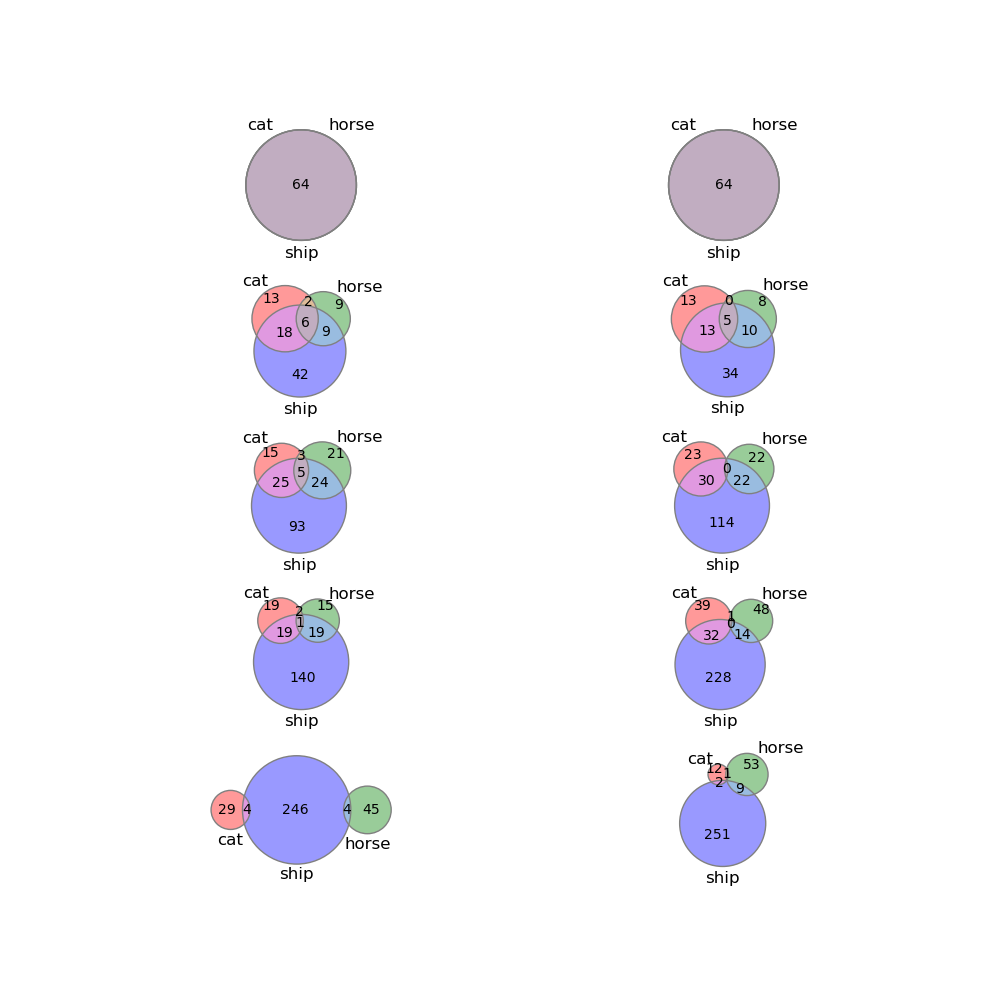 cat horse
64
ship
cat horse
64
ship
cat horse
13 2 9
18 6 9
42
ship
cat horse
13 0 8
13 5 10
34
ship
cat horse
15 3 21
25 5 24
93
ship
cat horse
23 22
30 0 22
114
ship
cat horse
19 2 15
19 1 19
140
ship
cat horse
39 1 48
32 0 14
228
ship
29 4 246 4 45
cat horse
ship
cat horse
12 1 53
2 9
251
ship